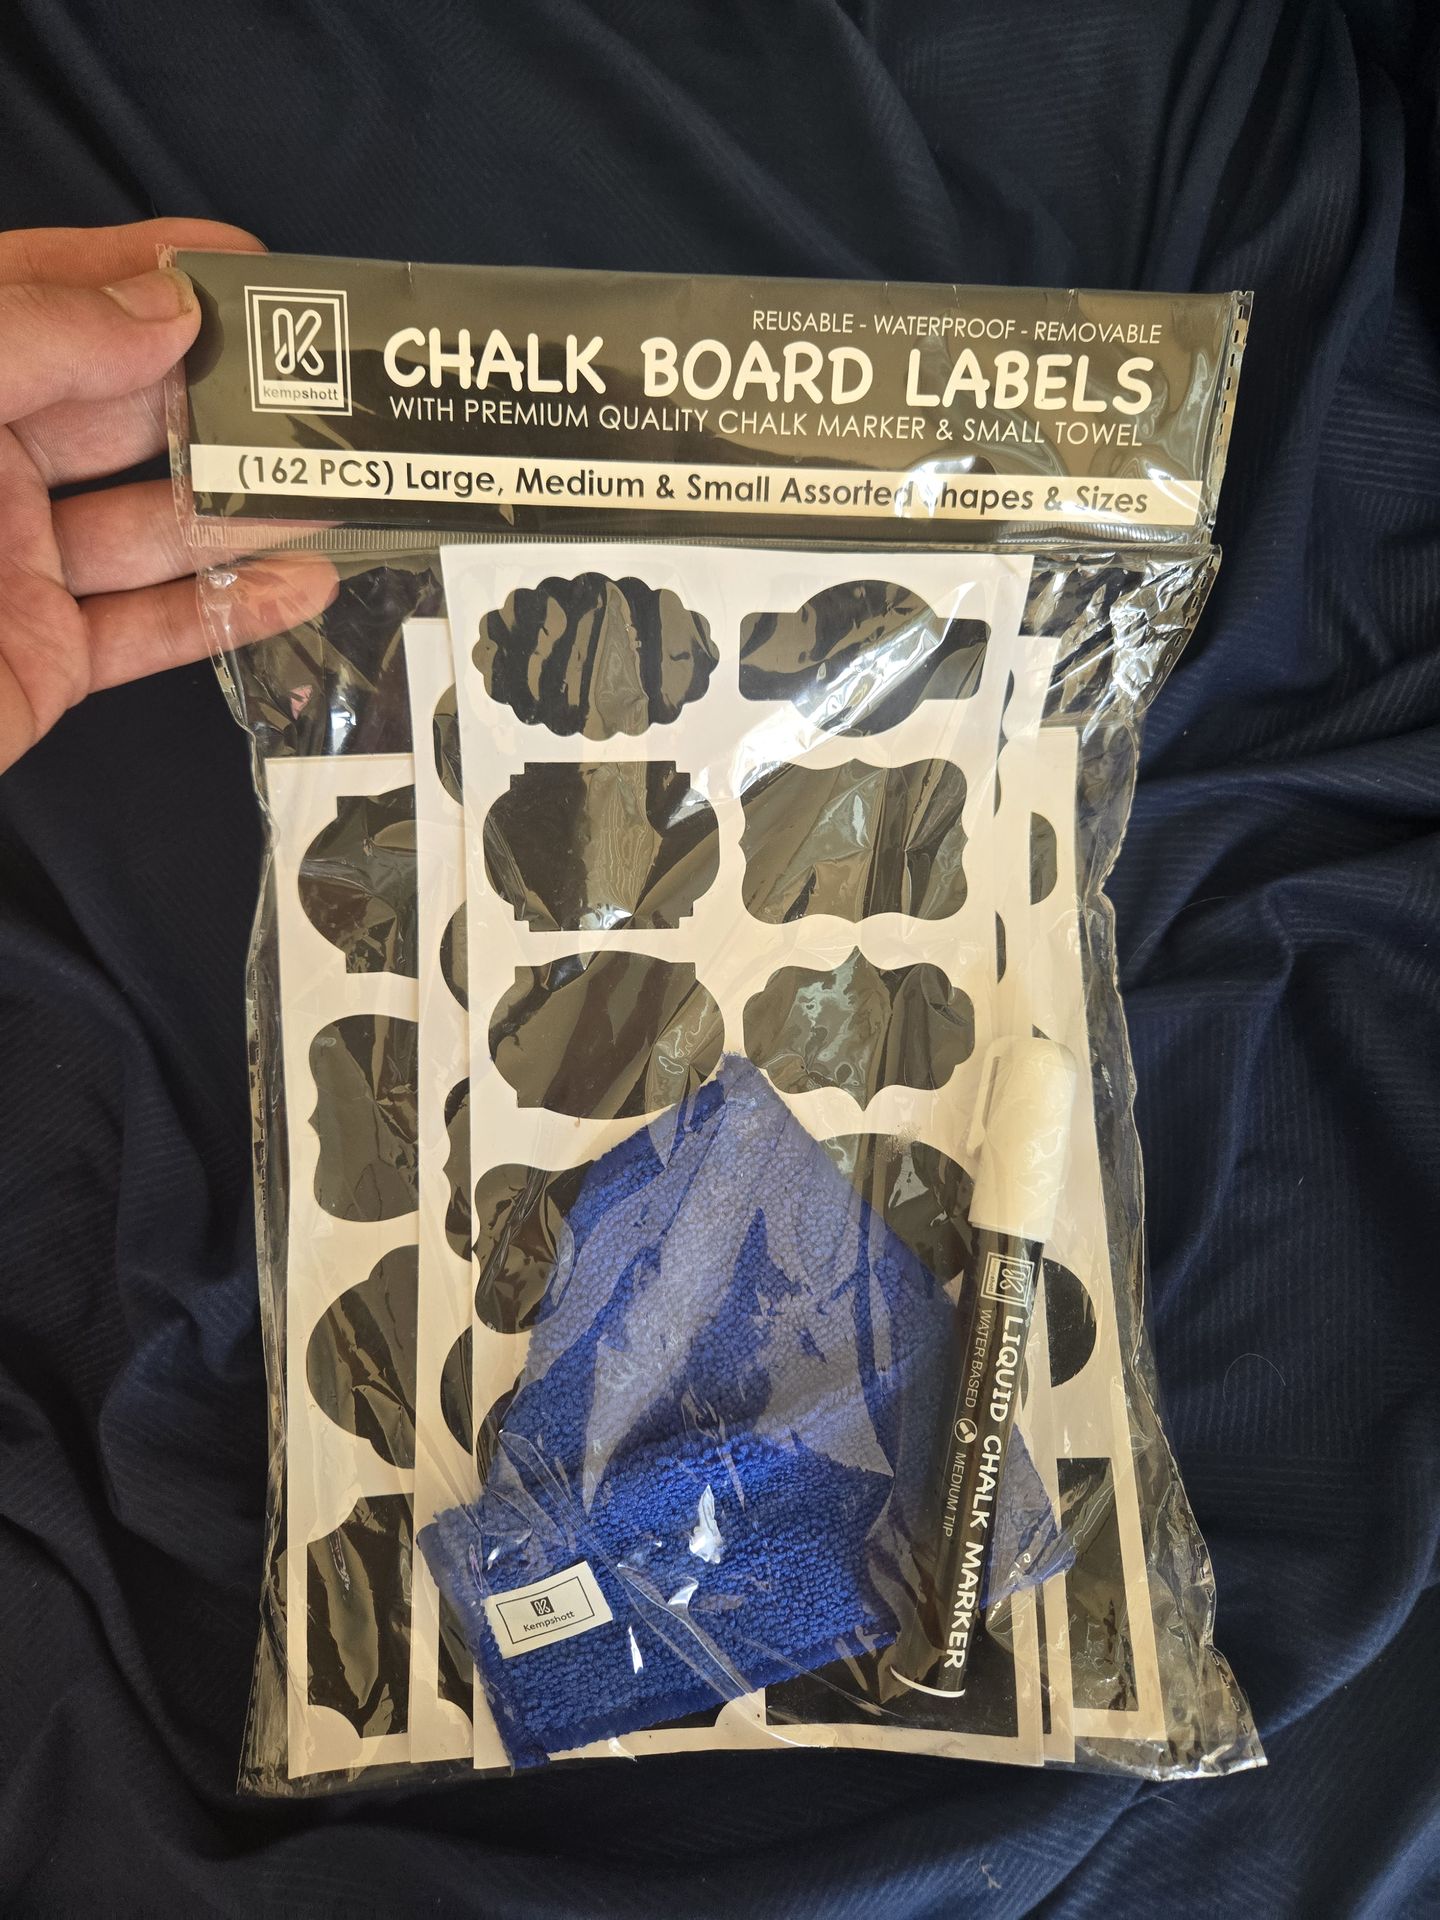 kempshott
REUSABLE - WATERPROOF - REMOVABLE
CHALK BOARD LABELS
WITH PREMIUM QUALITY CHALK MARKER & SMALL TOWEL
(162 PCS) Large, Medium & Small Assorted Shapes & Sizes
LIQUID CHALK MARKER
WATER BASED MEDIUM TIP
Kempshott